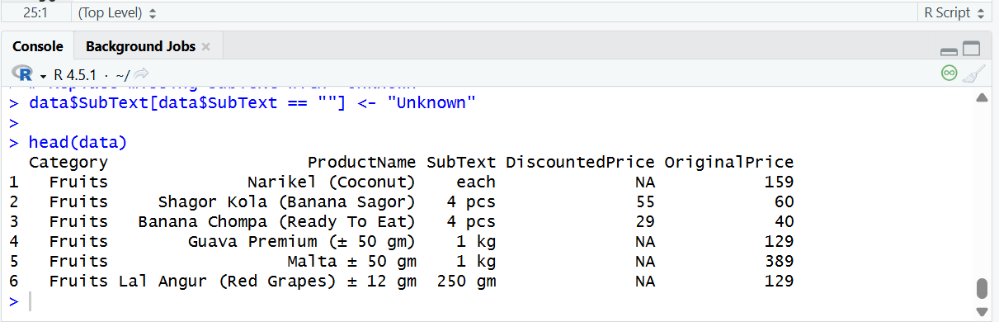 25:1 (Top Level) R Script
Console Background Jobs
R 4.5.1 · ~/
> data$SubText[data$SubText == ""] <- "Unknown"
>
> head(data)
Category ProductName SubText DiscountedPrice OriginalPrice
1 Fruits Narikel (Coconut) each NA 159
2 Fruits Shagor Kola (Banana Sagor) 4 pcs 55 60
3 Fruits Banana Chompa (Ready To Eat) 4 pcs 29 40
4 Fruits Guava Premium (± 50 gm) 1 kg NA 129
5 Fruits Malta ± 50 gm 1 kg NA 389
6 Fruits Lal Angur (Red Grapes) ± 12 gm 250 gm NA 129
>